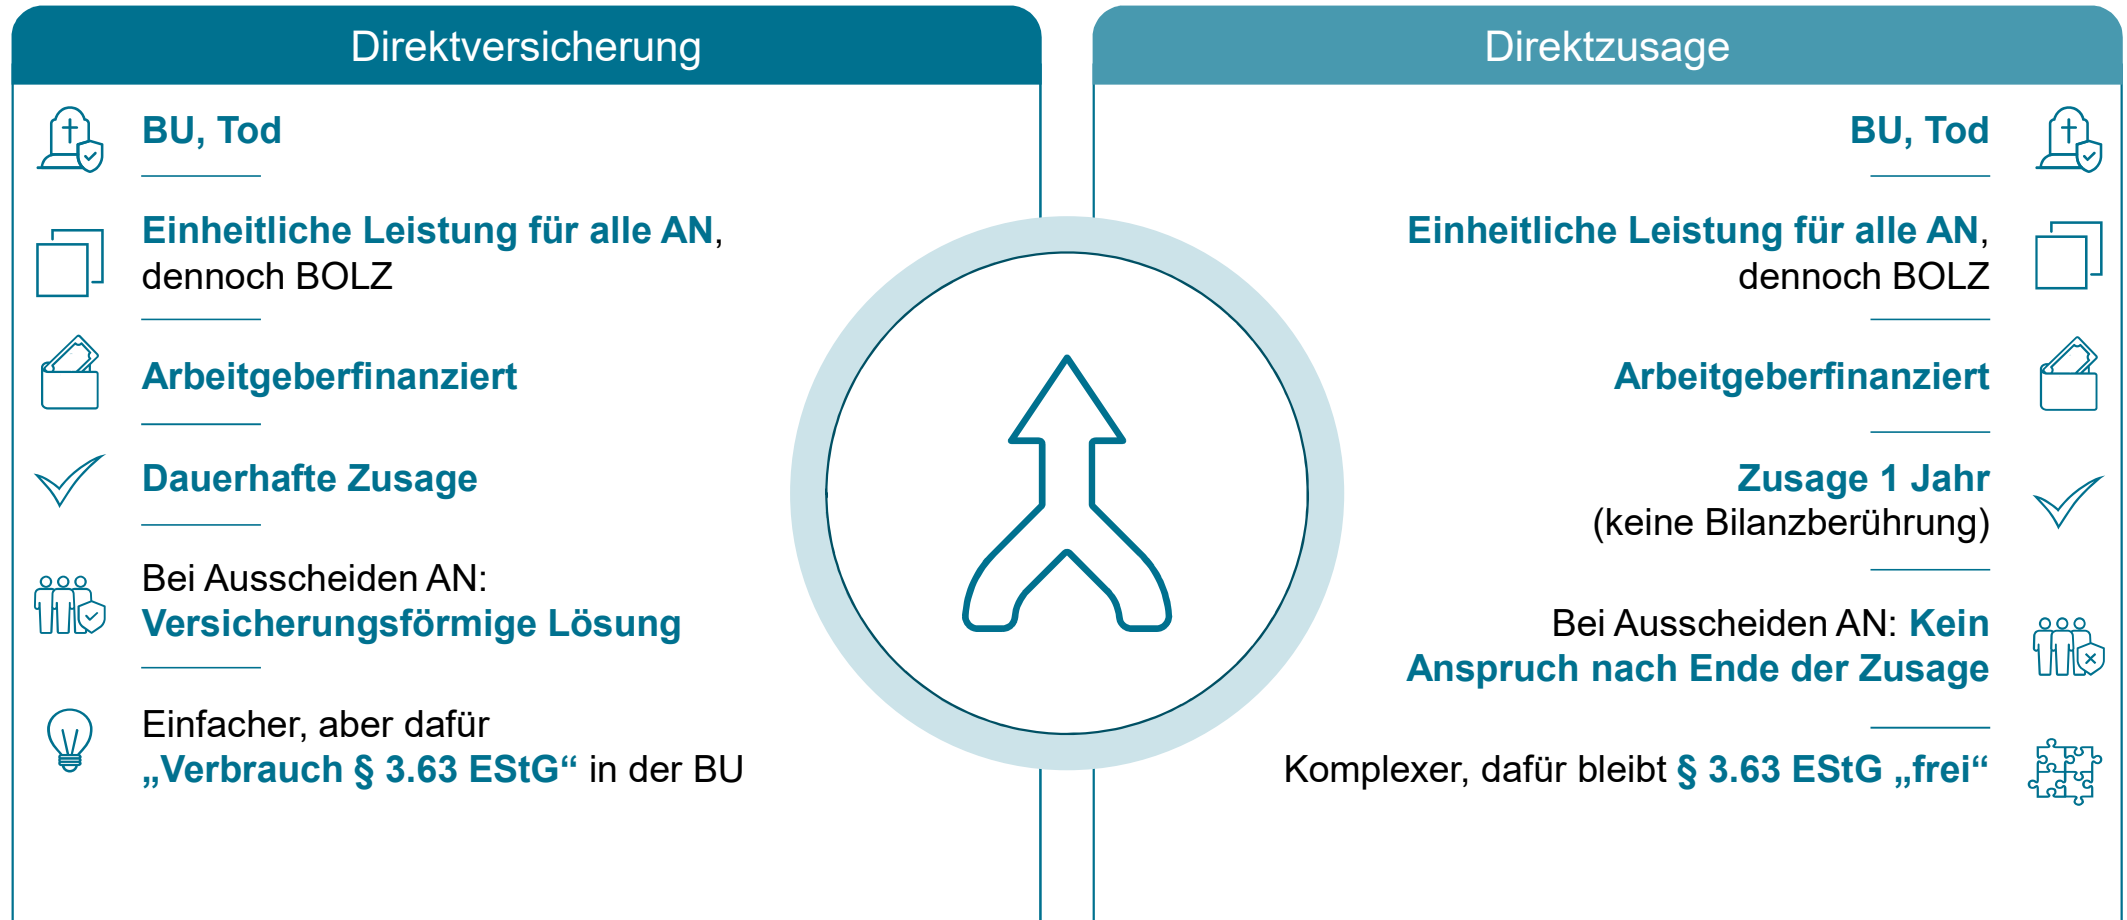 Direktversicherung
BU, Tod
Einheitliche Leistung für alle AN,
dennoch BOLZ
Arbeitgeberfinanziert
Dauerhafte Zusage
Bei Ausscheiden AN:
Versicherungsförmige Lösung
Einfacher, aber dafür
„Verbrauch § 3.63 EStG“ in der BU
Direktzusage
BU, Tod
Einheitliche Leistung für alle AN,
dennoch BOLZ
Arbeitgeberfinanziert
Zusage 1 Jahr
(keine Bilanzberührung)
Bei Ausscheiden AN: Kein
Anspruch nach Ende der Zusage
Komplexer, dafür bleibt § 3.63 EStG „frei“